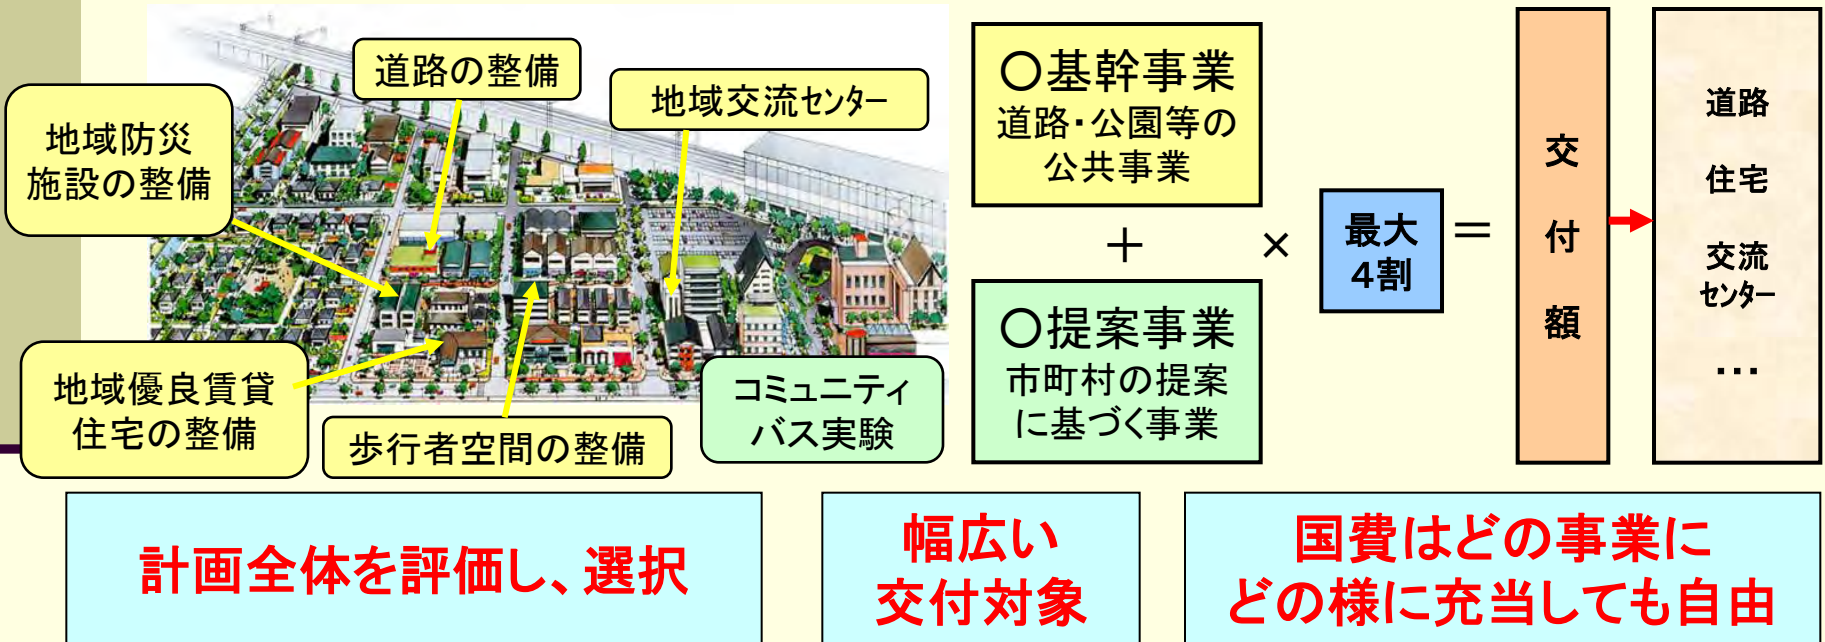 道路の整備
地域交流センター
地域防災
施設の整備
地域優良賃貸
住宅の整備
歩行者空間の整備
コミュニティ
バス実験
〇基幹事業
道路・公園等の
公共事業
＋
〇提案事業
市町村の提案
に基づく事業
×
最大
4割
＝
交
付
額
道路
住宅
交流
センター
…
計画全体を評価し、選択
幅広い
交付対象
国費はどの事業に
どの様に充当しても自由